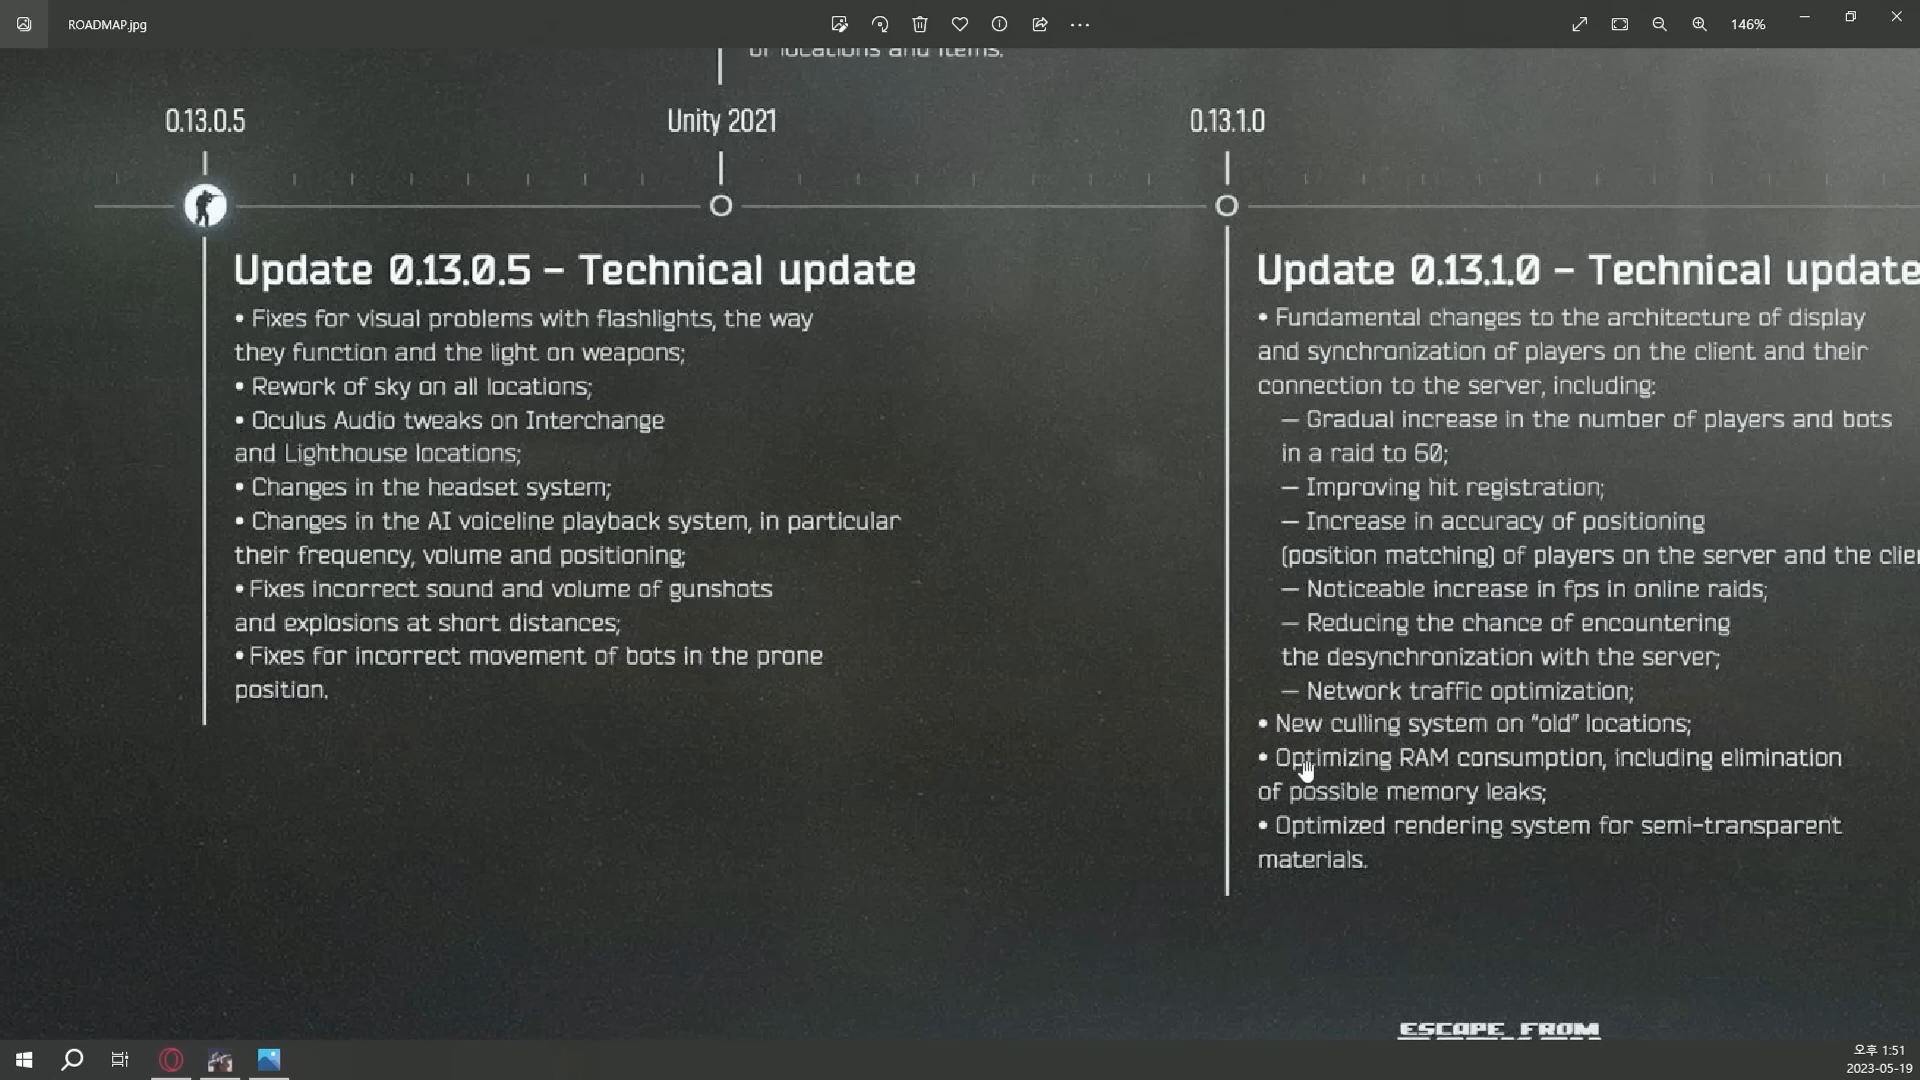 ROADMAP.jpg
146%
of locations and items.
0.13.0.5
Unity 2021
0.13.1.0
Update 0.13.0.5 – Technical update
• Fixes for visual problems with flashlights, the way
they function and the light on weapons;
• Rework of sky on all locations;
• Oculus Audio tweaks on Interchange
and Lighthouse locations;
• Changes in the headset system;
• Changes in the AI voiceline playback system, in particular
their frequency, volume and positioning;
• Fixes incorrect sound and volume of gunshots
and explosions at short distances;
• Fixes for incorrect movement of bots in the prone
position.
Update 0.13.1.0 – Technical update
• Fundamental changes to the architecture of display
and synchronization of players on the client and their
connection to the server, including:
— Gradual increase in the number of players and bots
in a raid to 60;
— Improving hit registration;
— Increase in accuracy of positioning
(position matching) of players on the server and the clien
— Noticeable increase in fps in online raids;
— Reducing the chance of encountering
the desynchronization with the server;
— Network traffic optimization;
• New culling system on “old” locations;
• Optimizing RAM consumption, including elimination
of possible memory leaks;
• Optimized rendering system for semi-transparent
materials.
ESCAPE FROM
오후 1:51
2023-05-19